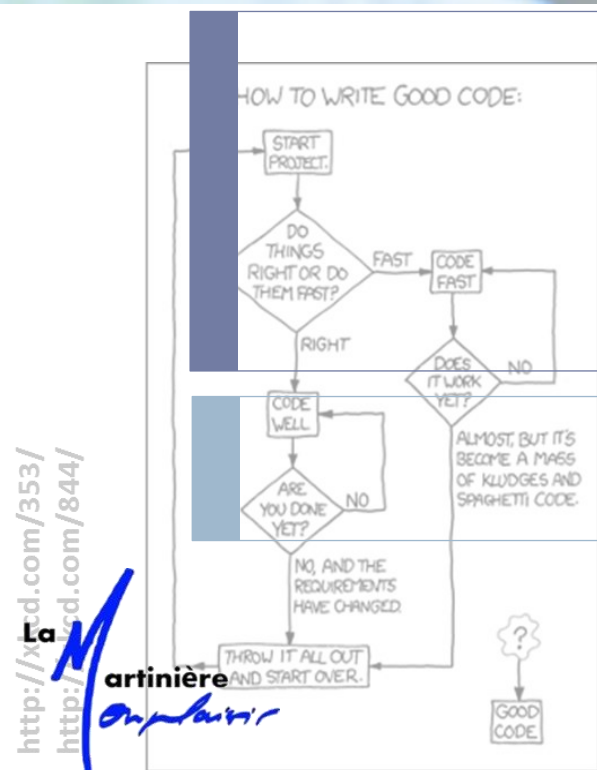 HOW TO WRITE GOOD CODE:
START
PROJECT.
DO
THINGS
RIGHT OR DO
THEM FAST?
FAST
CODE
FAST
RIGHT
DOES
IT WORK
YET?
NO
CODE
WELL
ARE
YOU DONE
YET?
NO
ALMOST, BUT IT'S
BECOME A MASS
OF KLUDGES AND
SPAGHETTI CODE.
NO, AND THE
REQUIREMENTS
HAVE CHANGED.
THROW IT ALL OUT
AND START OVER.
?
GOOD
CODE
http://xkcd.com/353/
http://xkcd.com/844/
La
Martinière
Monplaisir